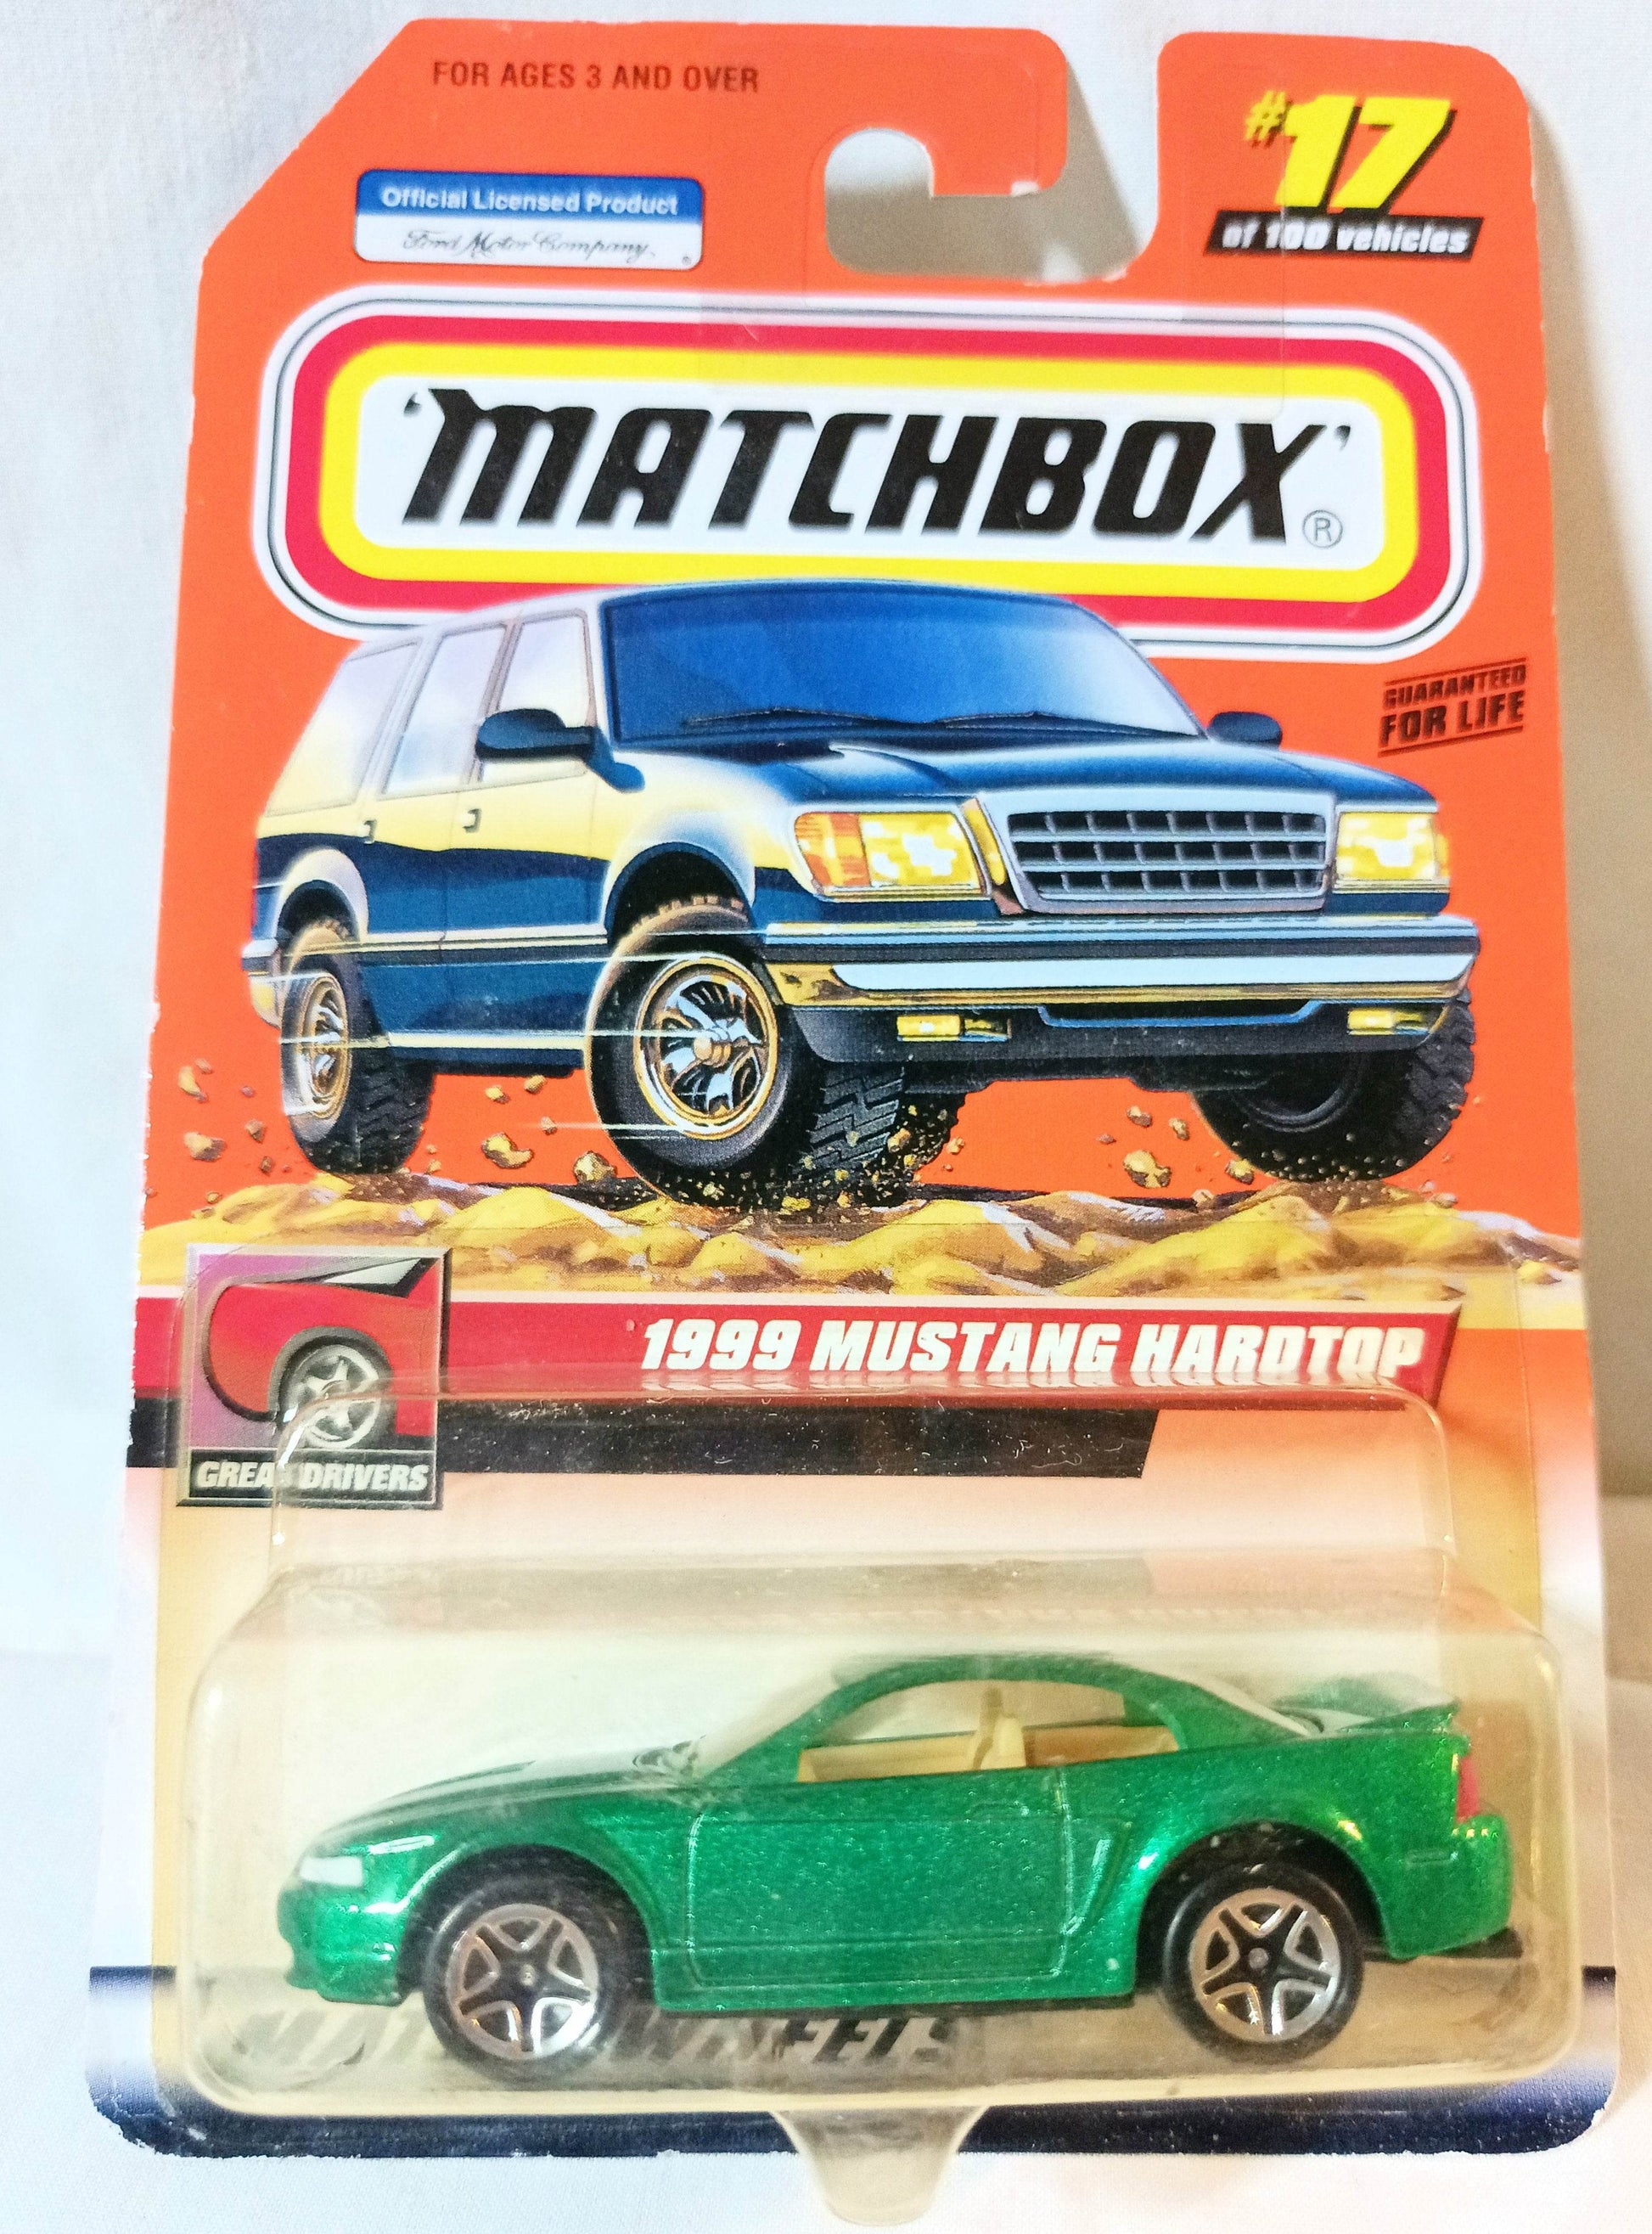 FOR AGES 3 AND OVER
#17
of 100 vehicles
Official Licensed Product
Ford Motor Company
'MATCHBOX'®
GUARANTEED
FOR LIFE
1999 MUSTANG HARDTOP
GREAT DRIVERS
WHEELS